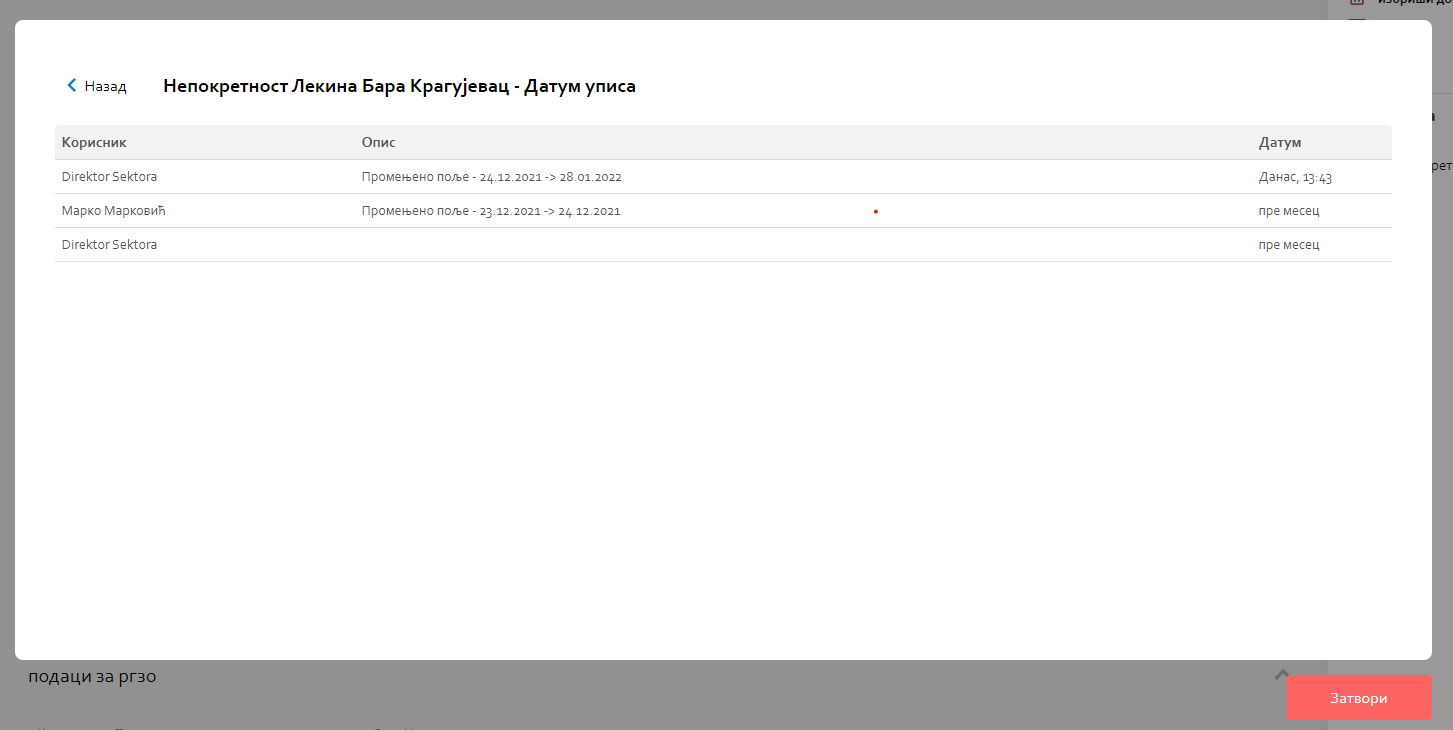 Назад Непокретност Лекина Бара Крагујевац - Датум уписа
Корисник Опис Датум
Direktor Sektora Промењено поље - 24.12.2021 -> 28.01.2022 Данас, 13:43
Марко Марковић Промењено поље - 23.12.2021 -> 24.12.2021 пре месец
Direktor Sektora пре месец
подаци за ргзо
Затвори